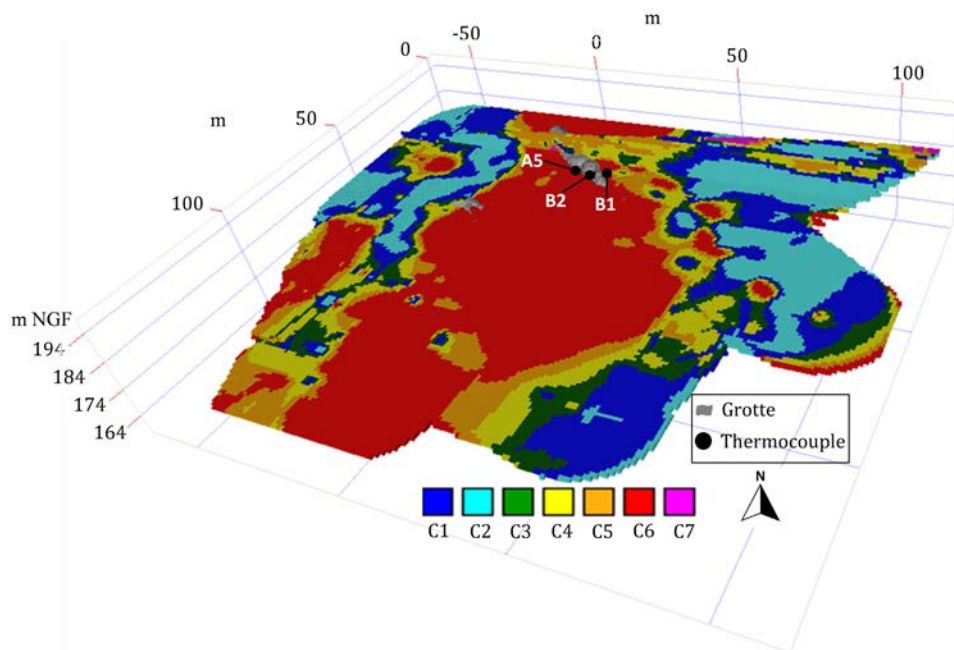 m
-50
0
0
50
100
m
50
100
A5
B2
B1
m NGF
194
184
174
164
Grotte
Thermocouple
N
C1 C2 C3 C4 C5 C6 C7